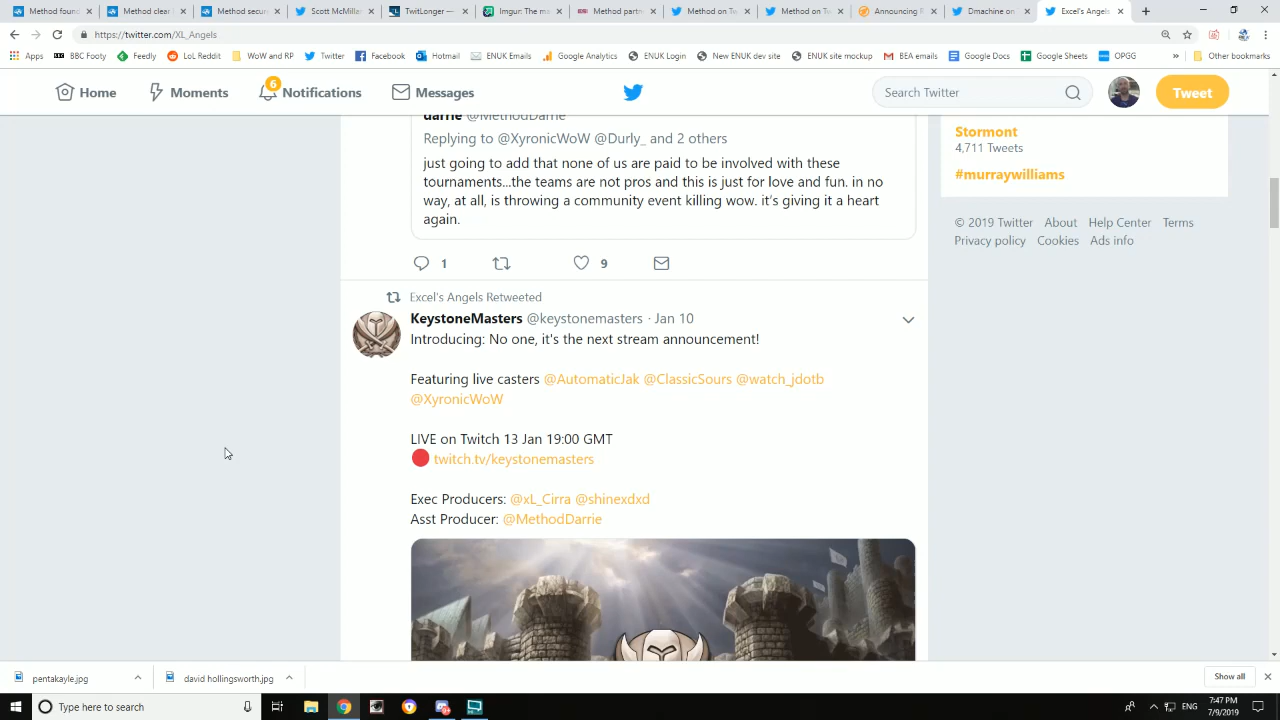 Method found
Method clear
Method secur
Scott McMilla
TwitLonger —
Imgur: The ma
Method partn
Method on Tw
Method on Tw
Announcing R
Dmachine on
Excel's Angels
https://twitter.com/XL_Angels
Apps BBC Footy Feedly LoL Reddit WoW and RP Twitter Facebook Hotmail ENUK Emails Google Analytics ENUK Login New ENUK dev site ENUK site mockup BEA emails Google Docs Google Sheets OPGG » Other bookmarks
Home Moments 6 Notifications Messages Search Twitter Tweet
darrie @MethodDarrie
Replying to @XyronicWoW @Durly_ and 2 others
just going to add that none of us are paid to be involved with these
tournaments...the teams are not pros and this is just for love and fun. in no
way, at all, is throwing a community event killing wow. it's giving it a heart
again.
1 9
Excel's Angels Retweeted
KeystoneMasters @keystonemasters · Jan 10
Introducing: No one, it's the next stream announcement!
Featuring live casters @AutomaticJak @ClassicSours @watch_jdotb
@XyronicWoW
LIVE on Twitch 13 Jan 19:00 GMT
twitch.tv/keystonemasters
Exec Producers: @xL_Cirra @shinexdxd
Asst Producer: @MethodDarrie
Stormont
4,711 Tweets
#murraywilliams
© 2019 Twitter About Help Center Terms
Privacy policy Cookies Ads info
pentakayle.jpg david hollingsworth.jpg Show all
Type here to search
ENG
7:47 PM
7/9/2019